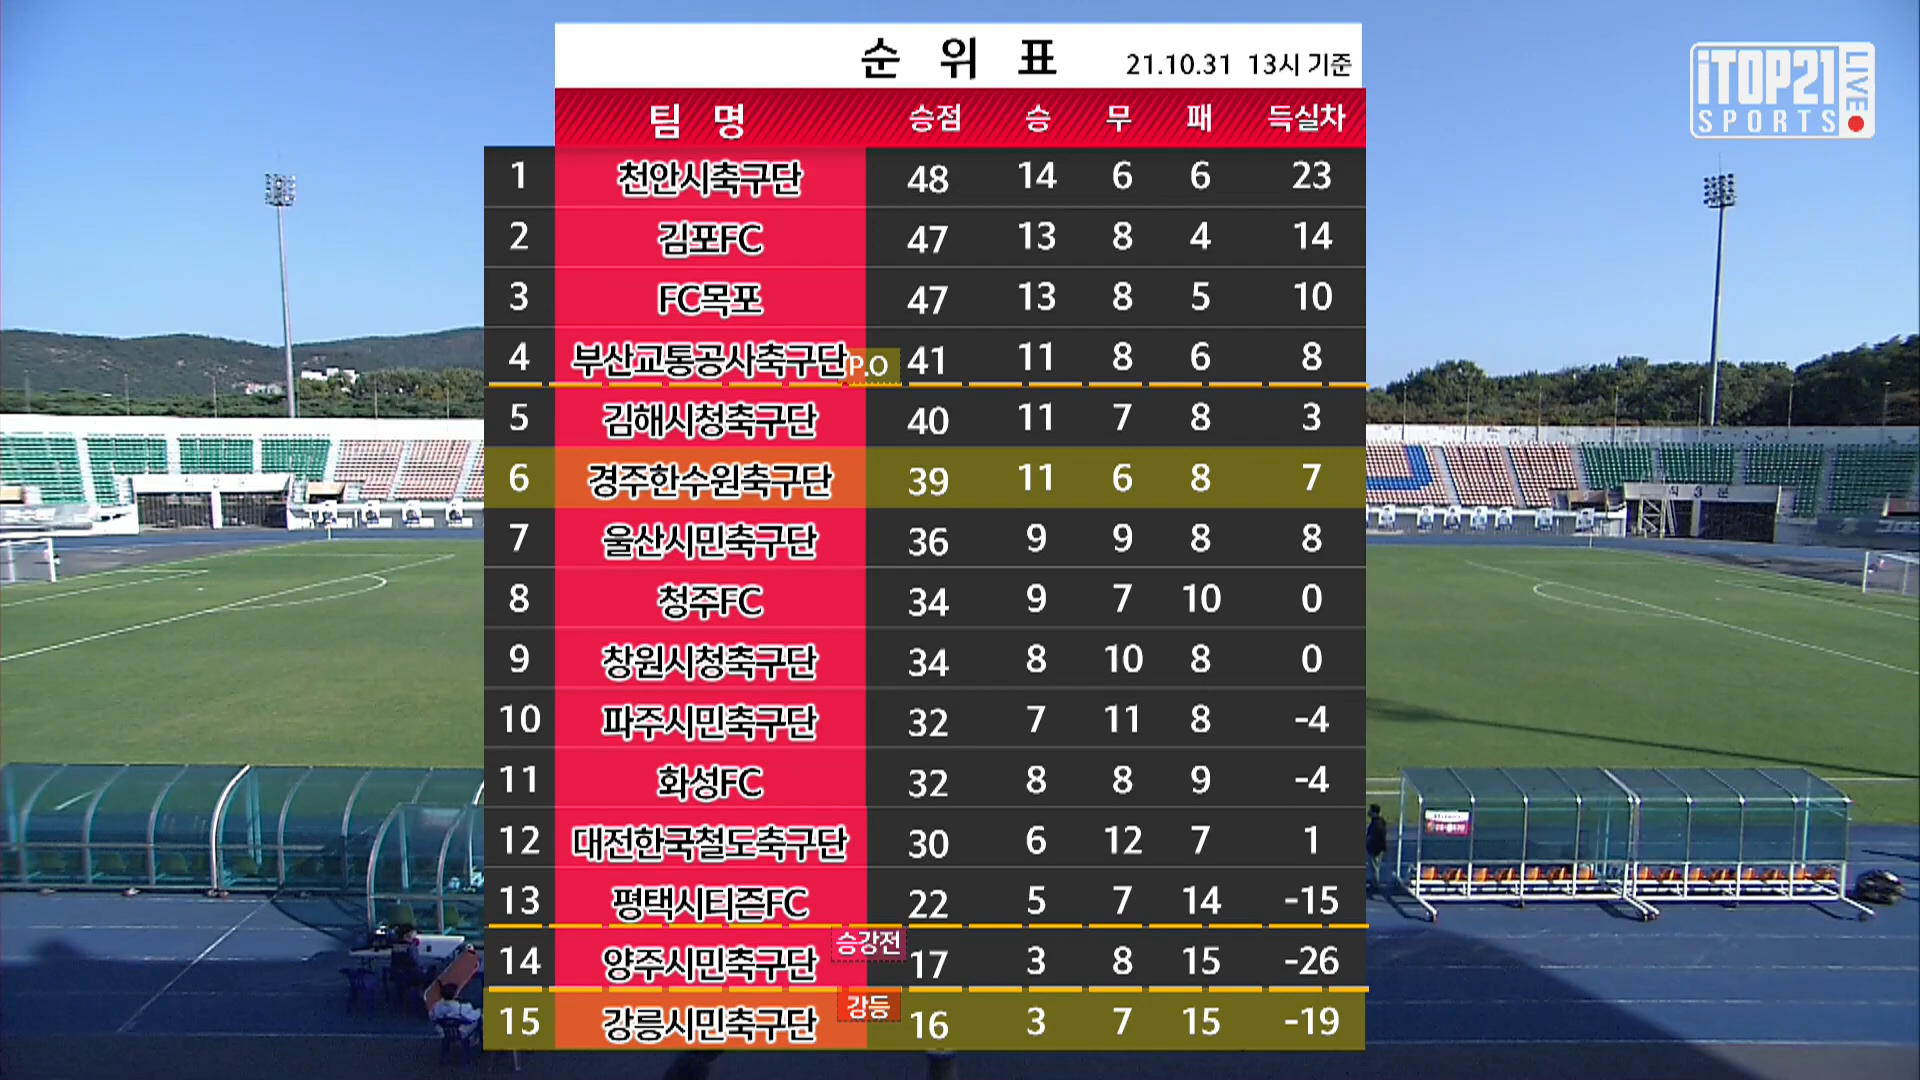 순 위 표 21.10.31 13시 기준
팀 명 승점 승 무 패 득실차
1 천안시축구단 48 14 6 6 23
2 김포FC 47 13 8 4 14
3 FC목포 47 13 8 5 10
4 부산교통공사축구단 P.O 41 11 8 6 8
5 김해시청축구단 40 11 7 8 3
6 경주한수원축구단 39 11 6 8 7
7 울산시민축구단 36 9 9 8 8
8 청주FC 34 9 7 10 0
9 창원시청축구단 34 8 10 8 0
10 파주시민축구단 32 7 11 8 -4
11 화성FC 32 8 8 9 -4
12 대전한국철도축구단 30 6 12 7 1
13 평택시티즌FC 22 5 7 14 -15
14 양주시민축구단 승강전 17 3 8 15 -26
15 강릉시민축구단 강등 16 3 7 15 -19
iTOP21
SPORTS
LIVE